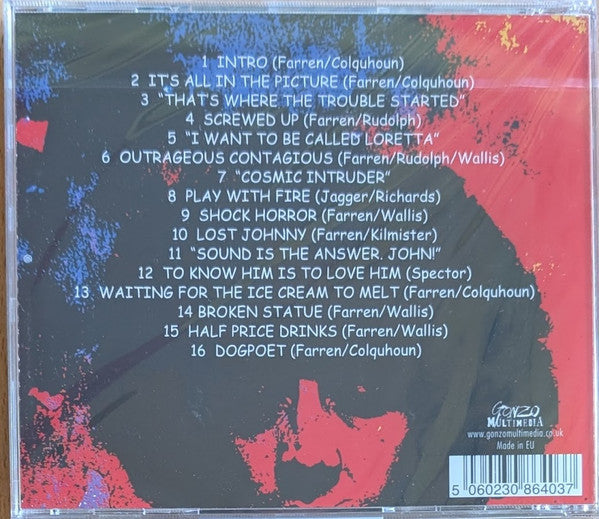 1 INTRO (Farren/Colquhoun)
2 IT'S ALL IN THE PICTURE (Farren/Colquhoun)
3 "THAT'S WHERE THE TROUBLE STARTED"
4 SCREWED UP (Farren/Rudolph)
5 "I WANT TO BE CALLED LORETTA"
6 OUTRAGEOUS CONTAGIOUS (Farren/Rudolph/Wallis)
7 "COSMIC INTRUDER"
8 PLAY WITH FIRE (Jagger/Richards)
9 SHOCK HORROR (Farren/Wallis)
10 LOST JOHNNY (Farren/Kilmister)
11 "SOUND IS THE ANSWER. JOHN!"
12 TO KNOW HIM IS TO LOVE HIM (Spector)
13 WAITING FOR THE ICE CREAM TO MELT (Farren/Colquhoun)
14 BROKEN STATUE (Farren/Wallis)
15 HALF PRICE DRINKS (Farren/Wallis)
16 DOGPOET (Farren/Colquhoun)
GONZO
MULTIMEDIA
www.gonzomultimedia.co.uk
Made in EU
5 060230 864037